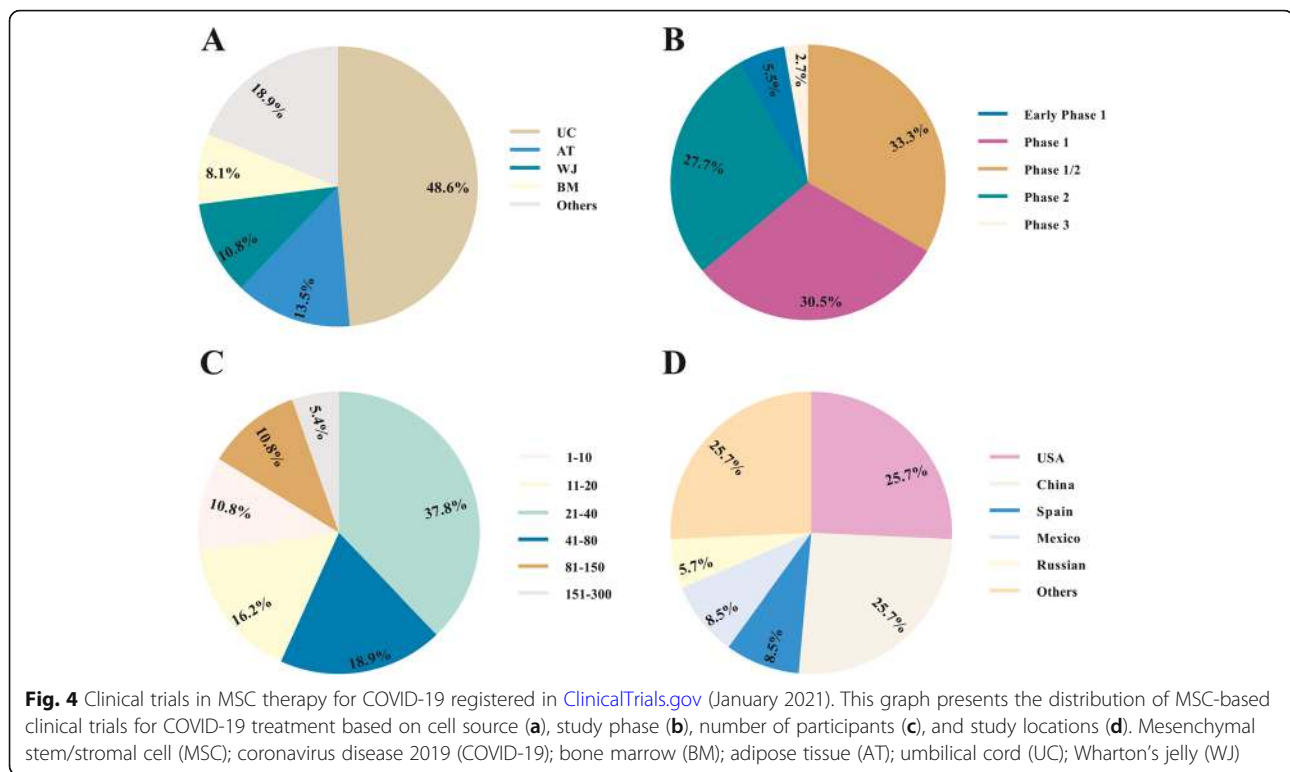 A
B
18.9%
8.1%
10.8%
13.5%
48.6%
UC
AT
WJ
BM
Others
5.5%
2.7%
27.7%
33.3%
30.5%
Early Phase 1
Phase 1
Phase 1/2
Phase 2
Phase 3
C
D
10.8%
5.4%
10.8%
37.8%
16.2%
18.9%
1-10
11-20
21-40
41-80
81-150
151-300
25.7%
25.7%
5.7%
8.5%
8.5%
25.7%
USA
China
Spain
Mexico
Russian
Others
Fig. 4 Clinical trials in MSC therapy for COVID-19 registered in ClinicalTrials.gov (January 2021). This graph presents the distribution of MSC-based
clinical trials for COVID-19 treatment based on cell source (a), study phase (b), number of participants (c), and study locations (d). Mesenchymal
stem/stromal cell (MSC); coronavirus disease 2019 (COVID-19); bone marrow (BM); adipose tissue (AT); umbilical cord (UC); Wharton's jelly (WJ)